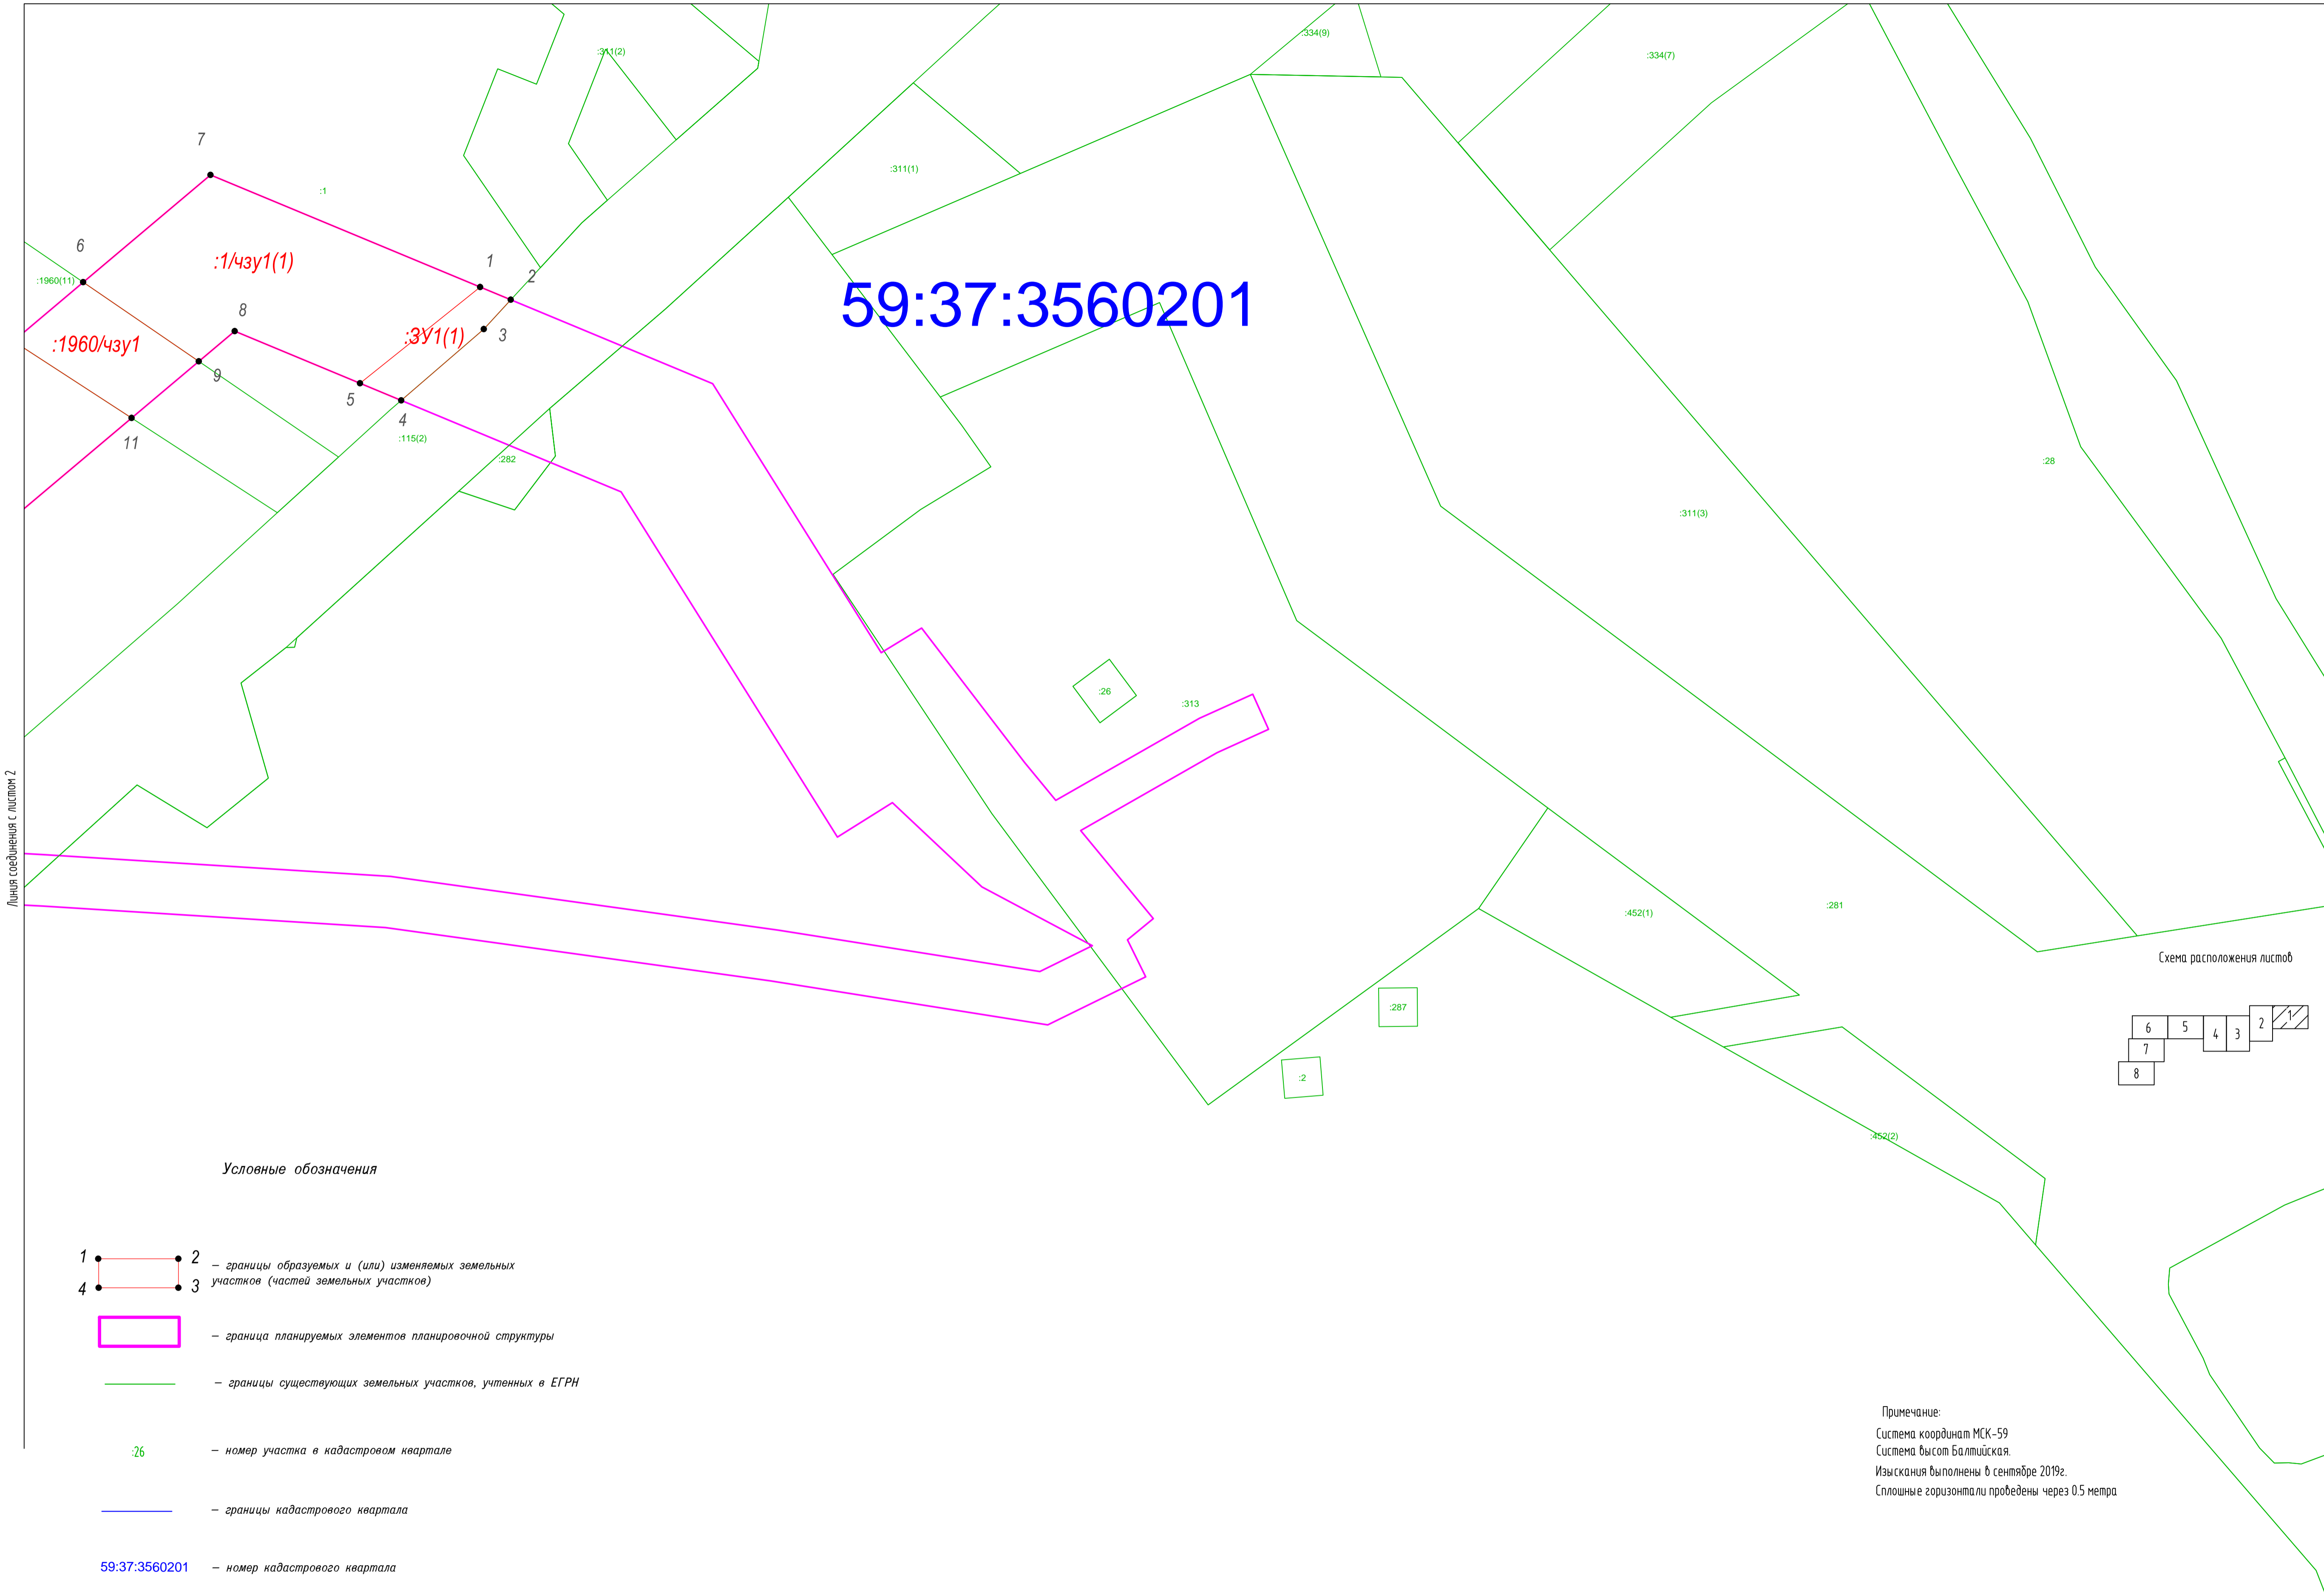 :311(2)
:334(9)
:334(7)
7
:1
:311(1)
6
:1/чзу1(1)
1
2
:1960(11)
8
:ЗУ1(1)
3
59:37:3560201
:1960/чзу1
9
5
4
11
:115(2)
:282
:28
:311(3)
:26
:313
Линия соединения с листом 2
:452(1)
:281
Схема расположения листов
:287
6
5
4
3
2
1
7
8
:2
:452(2)
Условные обозначения
1
2
4
3
– границы образуемых и (или) изменяемых земельных
участков (частей земельных участков)
– граница планируемых элементов планировочной структуры
– границы существующих земельных участков, учтенных в ЕГРН
:26
– номер участка в кадастровом квартале
– границы кадастрового квартала
59:37:3560201
– номер кадастрового квартала
Примечание:
Система координат МСК-59
Система высот Балтийская.
Изыскания выполнены в сентябре 2019г.
Сплошные горизонтали проведены через 0.5 метра